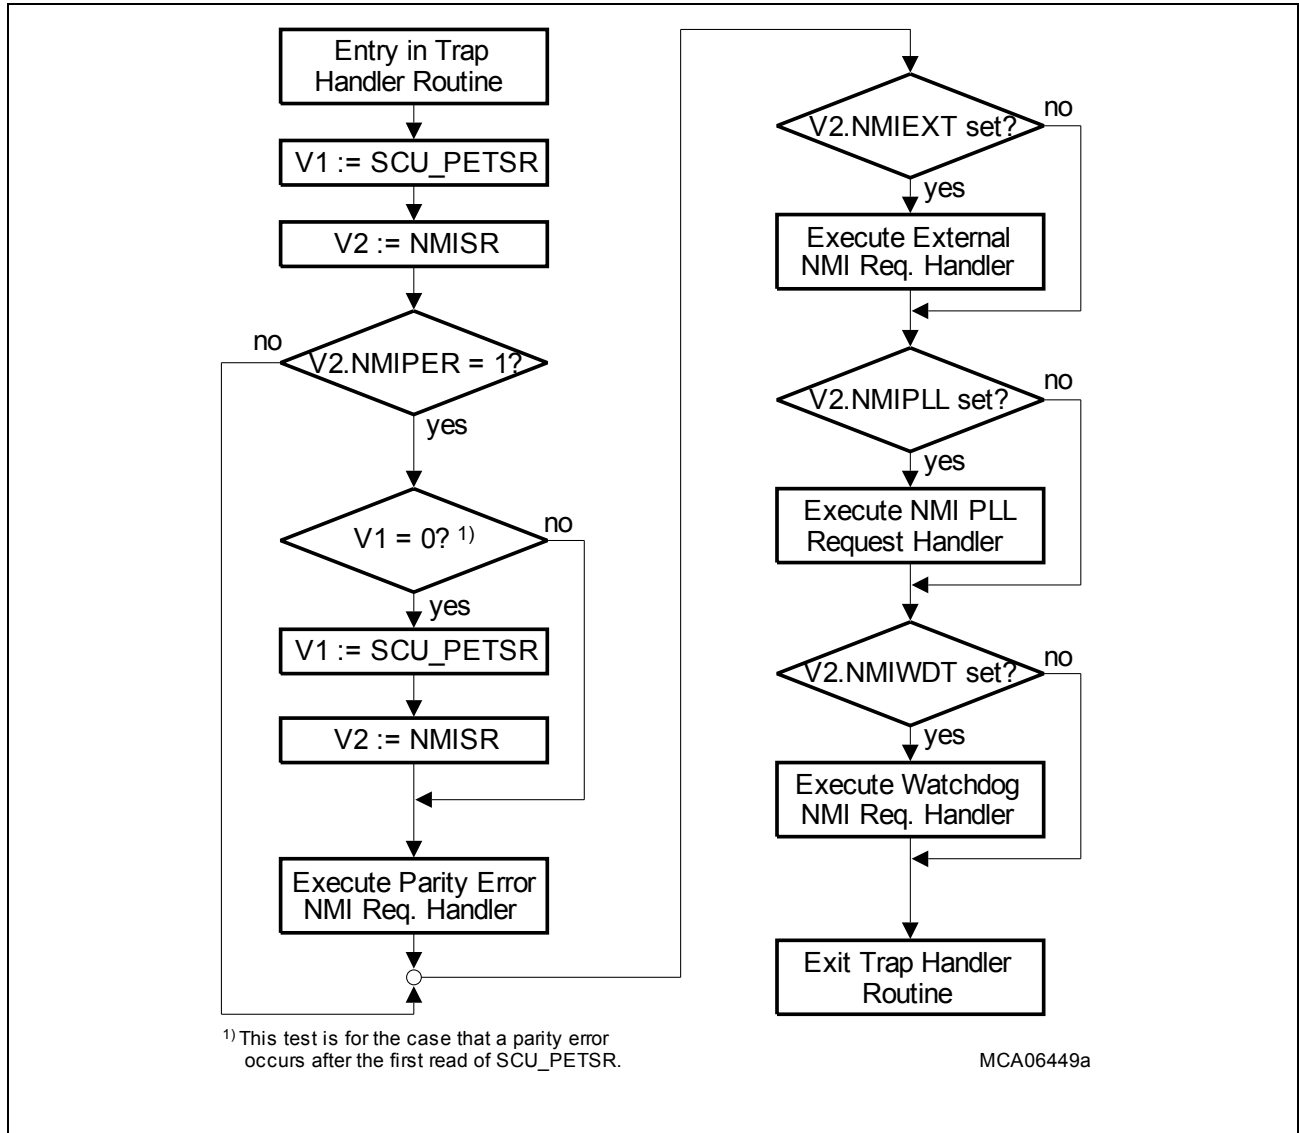 Entry in Trap
Handler Routine
V1 := SCU_PETSR
V2 := NMISR
no
V2.NMIPER = 1?
yes
V1 = 0? 1)
no
yes
V1 := SCU_PETSR
V2 := NMISR
Execute Parity Error
NMI Req. Handler
1) This test is for the case that a parity error
occurs after the first read of SCU_PETSR.
no
V2.NMIEXT set?
yes
Execute External
NMI Req. Handler
no
V2.NMIPLL set?
yes
Execute NMI PLL
Request Handler
no
V2.NMIWDT set?
yes
Execute Watchdog
NMI Req. Handler
Exit Trap Handler
Routine
MCA06449a